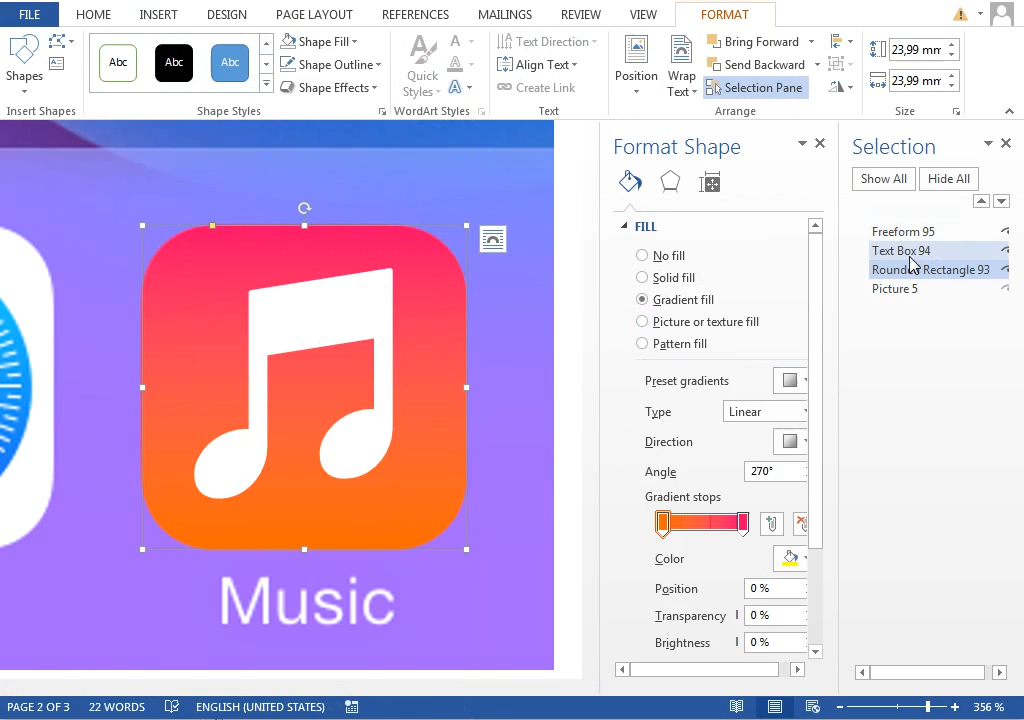 FILE HOME INSERT DESIGN PAGE LAYOUT REFERENCES MAILINGS REVIEW VIEW FORMAT
Shapes
Insert Shapes
Abc Abc Abc
Shape Fill
Shape Outline
Shape Effects
Shape Styles
Quick
Styles
A
A
A
WordArt Styles
Text Direction
Align Text
Create Link
Text
Position
Wrap
Text
Bring Forward
Send Backward
Selection Pane
Arrange
23,99 mm
23,99 mm
Size
Music
Format Shape
FILL
No fill
Solid fill
Gradient fill
Picture or texture fill
Pattern fill
Preset gradients
Type Linear
Direction
Angle 270°
Gradient stops
Color
Position 0 %
Transparency 0 %
Brightness 0 %
Selection
Show All Hide All
Freeform 95
Text Box 94
Rounded Rectangle 93
Picture 5
PAGE 2 OF 3 22 WORDS ENGLISH (UNITED STATES) 356 %